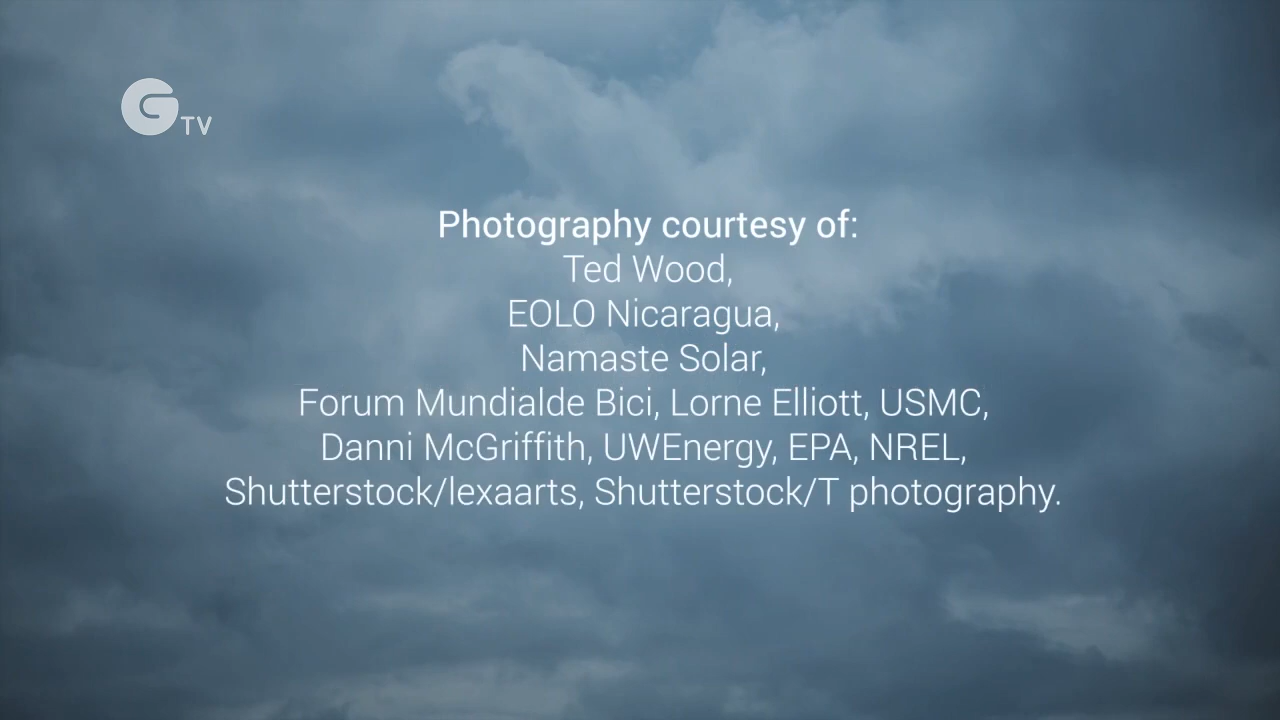 G TV
Photography courtesy of:
Ted Wood,
EOLO Nicaragua,
Namaste Solar,
Forum Mundialde Bici, Lorne Elliott, USMC,
Danni McGriffith, UWEnergy, EPA, NREL,
Shutterstock/lexaarts, Shutterstock/T photography.